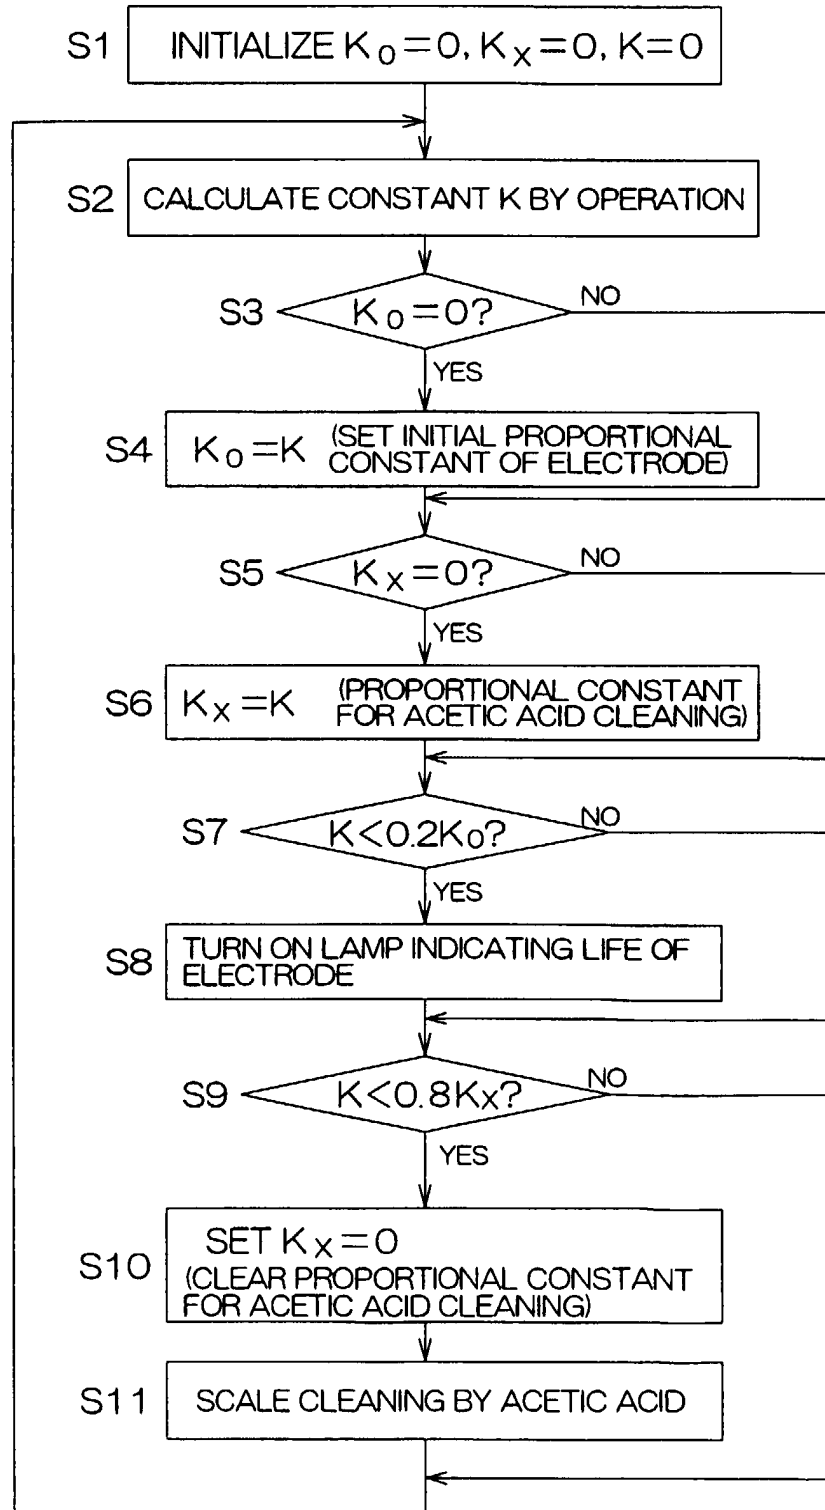 S1 INITIALIZE K0=0, KX=0, K=0
S2 CALCULATE CONSTANT K BY OPERATION
S3 K0=0? NO
YES
S4 K0=K (SET INITIAL PROPORTIONAL
CONSTANT OF ELECTRODE)
S5 KX=0? NO
YES
S6 KX=K (PROPORTIONAL CONSTANT
FOR ACETIC ACID CLEANING)
S7 K<0.2K0? NO
YES
S8 TURN ON LAMP INDICATING LIFE OF
ELECTRODE
S9 K<0.8KX? NO
YES
S10 SET KX=0
(CLEAR PROPORTIONAL CONSTANT
FOR ACETIC ACID CLEANING)
S11 SCALE CLEANING BY ACETIC ACID